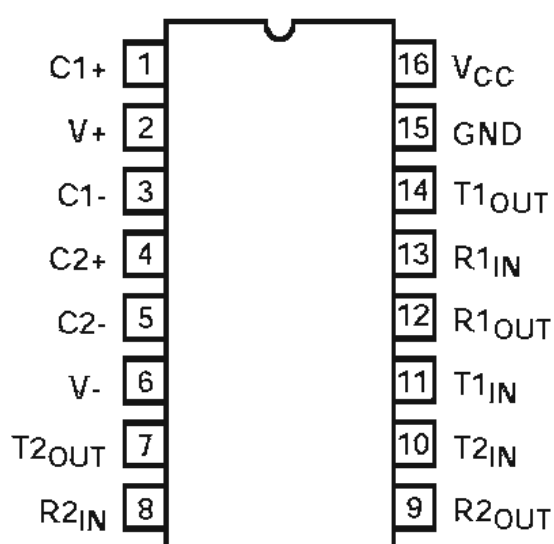 C1+ 1 16 VCC
V+ 2 15 GND
C1- 3 14 T1OUT
C2+ 4 13 R1IN
C2- 5 12 R1OUT
V- 6 11 T1IN
T2OUT 7 10 T2IN
R2IN 8 9 R2OUT